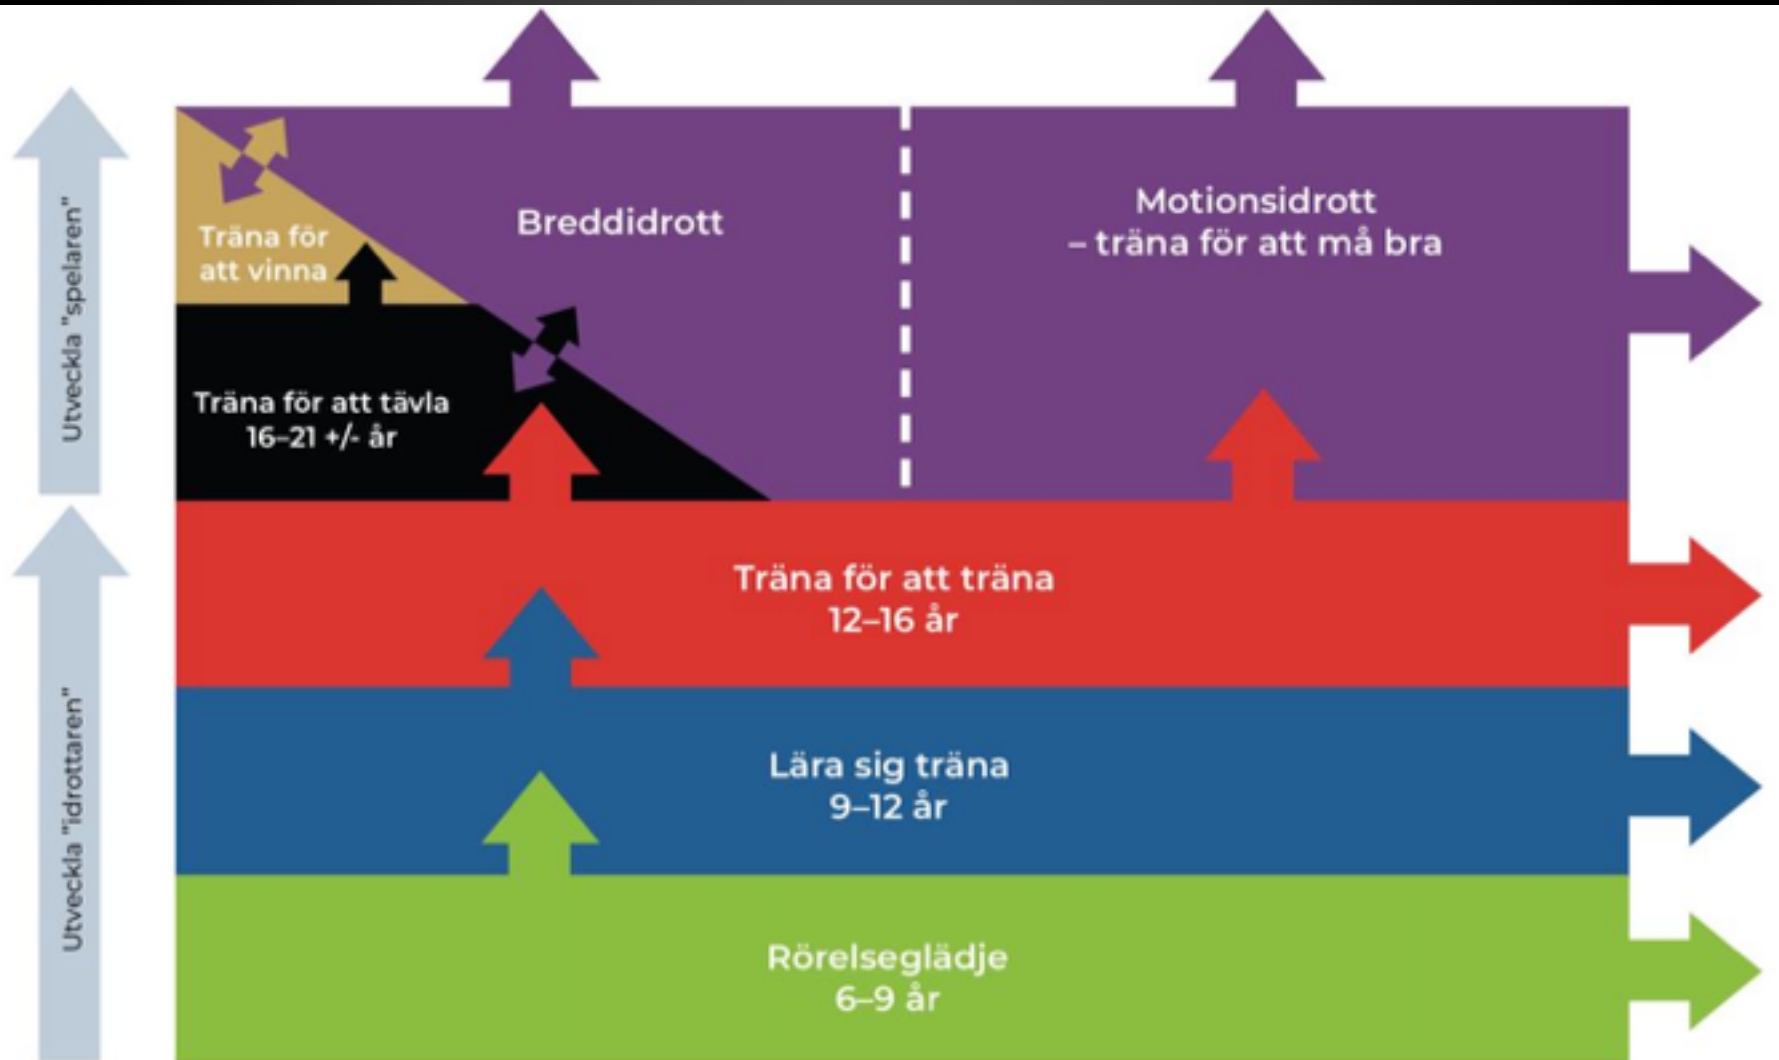 Utveckla "spelaren"
Utveckla "idrottaren"
Träna för
att vinna
Breddidrott
Motionsidrott
– träna för att må bra
Träna för att tävla
16–21 +/- år
Träna för att träna
12–16 år
Lära sig träna
9–12 år
Rörelseglädje
6–9 år